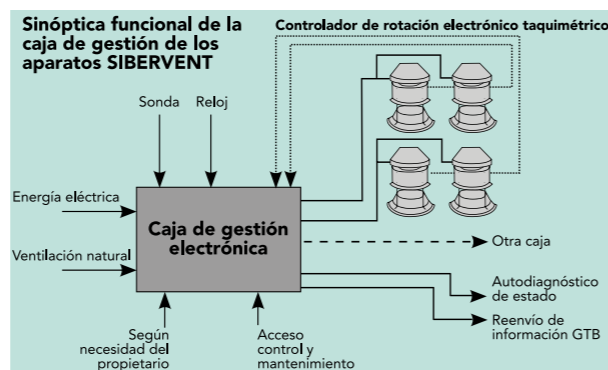 Sinóptica funcional de la
caja de gestión de los
aparatos SIBERVENT
Controlador de rotación electrónico taquimétrico
Sonda
Reloj
Energía eléctrica
Ventilación natural
Caja de gestión
electrónica
Otra caja
Autodiagnóstico
de estado
Reenvío de
información GTB
Según
necesidad del
propietario
Acceso
control y
mantenimiento